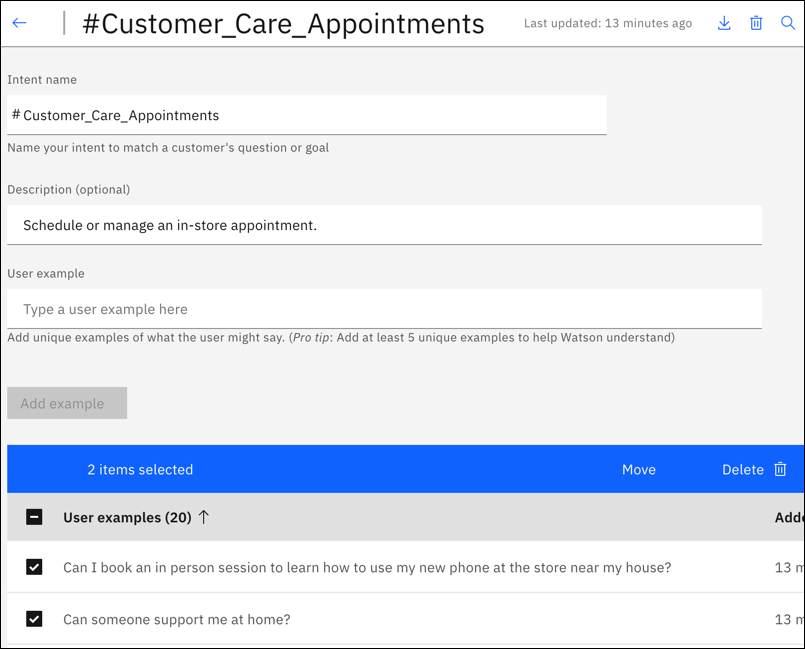 #Customer_Care_Appointments
Last updated: 13 minutes ago
Intent name
# Customer_Care_Appointments
Name your intent to match a customer's question or goal
Description (optional)
Schedule or manage an in-store appointment.
User example
Type a user example here
Add unique examples of what the user might say. (Pro tip: Add at least 5 unique examples to help Watson understand)
Add example
2 items selected Move Delete
User examples (20) ↑
Can I book an in person session to learn how to use my new phone at the store near my house? 13
Can someone support me at home? 13